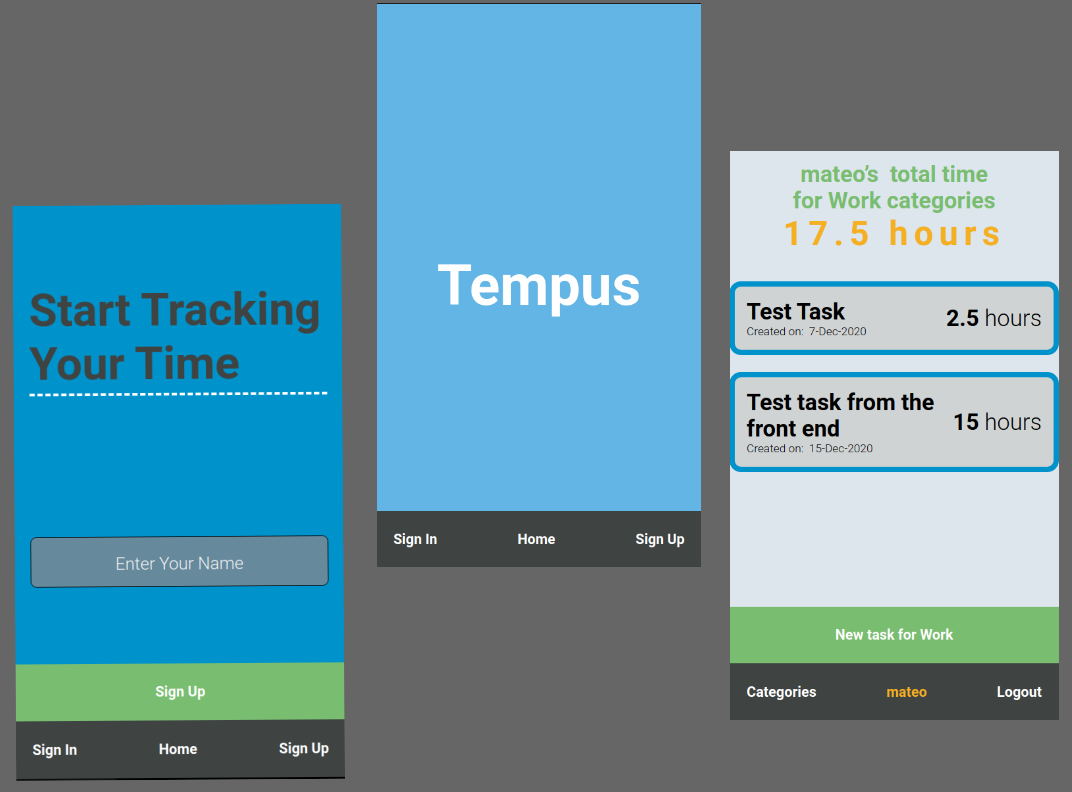 Start Tracking
Your Time
Enter Your Name
Sign Up
Sign In Home Sign Up
Tempus
Sign In Home Sign Up
mateo's total time
for Work categories
17.5 hours
Test Task
Created on: 7-Dec-2020
2.5 hours
Test task from the
front end
Created on: 15-Dec-2020
15 hours
New task for Work
Categories mateo Logout